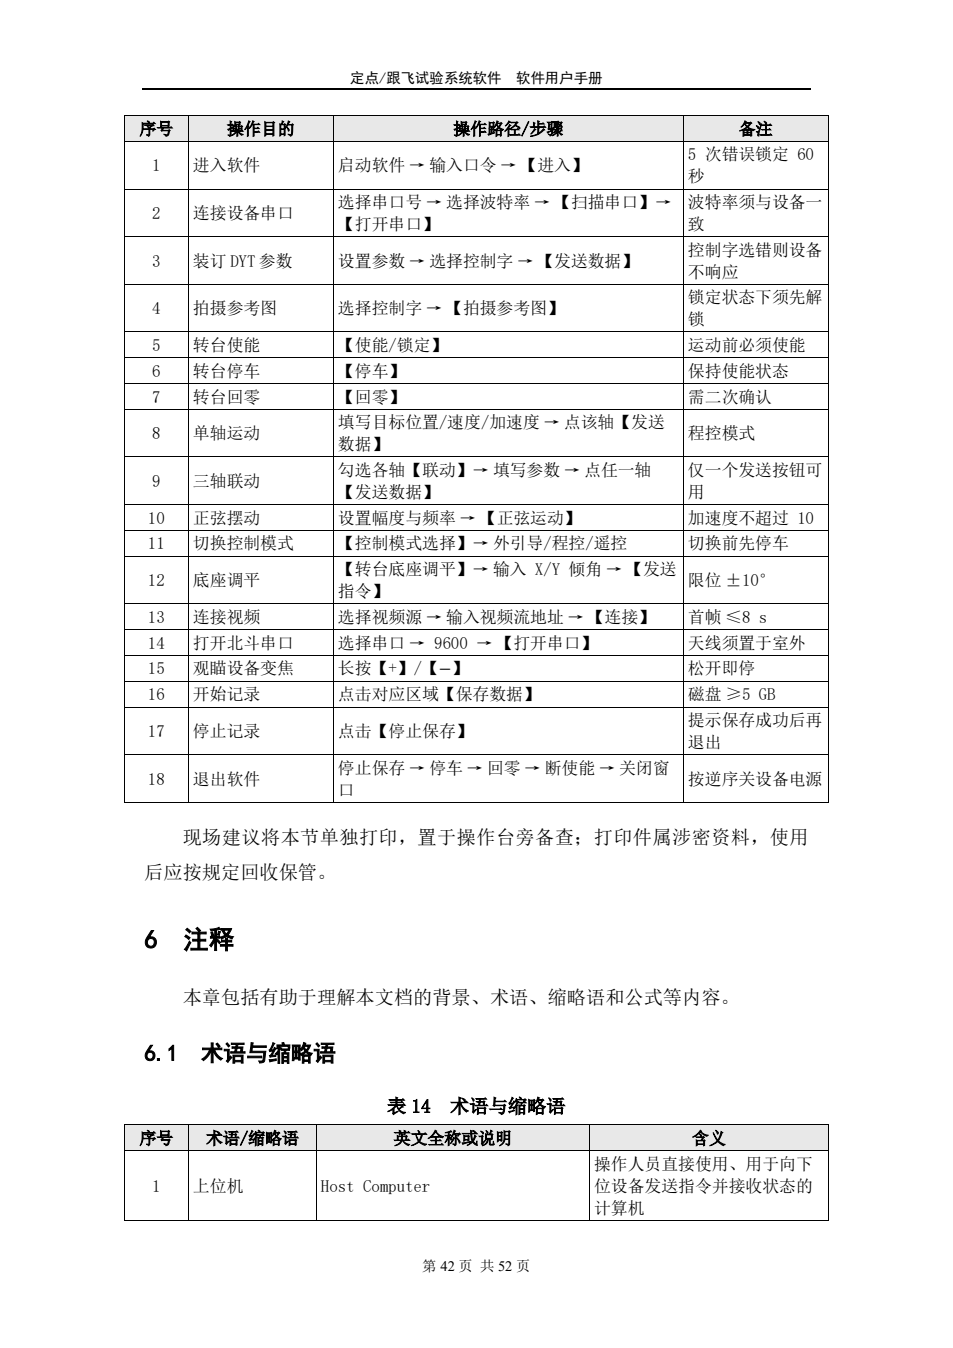 定点/跟飞试验系统软件　软件用户手册
序号 操作目的 操作路径/步骤 备注
1 进入软件 启动软件 → 输入口令 → 【进入】 5 次错误锁定 60
秒
2 连接设备串口 选择串口号 → 选择波特率 → 【扫描串口】 → 波特率须与设备一
【打开串口】 致
3 装订 DYT 参数 设置参数 → 选择控制字 → 【发送数据】 控制字选错则设备
不响应
4 拍摄参考图 选择控制字 → 【拍摄参考图】 锁定状态下须先解
锁
5 转台使能 【使能/锁定】 运动前必须使能
6 转台停车 【停车】 保持使能状态
7 转台回零 【回零】 需二次确认
8 单轴运动 填写目标位置/速度/加速度 → 点该轴【发送 程控模式
数据】
9 三轴联动 勾选各轴【联动】 → 填写参数 → 点任一轴 仅一个发送按钮可
【发送数据】 用
10 正弦摆动 设置幅度与频率 → 【正弦运动】 加速度不超过 10
11 切换控制模式 【控制模式选择】 → 外引导/程控/遥控 切换前先停车
12 底座调平 【转台底座调平】 → 输入 X/Y 倾角 → 【发送 限位 ±10°
指令】
13 连接视频 选择视频源 → 输入视频流地址 → 【连接】 首帧 ≤8 s
14 打开北斗串口 选择串口 → 9600 → 【打开串口】 天线须置于室外
15 观瞄设备变焦 长按【+】/【−】 松开即停
16 开始记录 点击对应区域【保存数据】 磁盘 ≥5 GB
17 停止记录 点击【停止保存】 提示保存成功后再
退出
18 退出软件 停止保存 → 停车 → 回零 → 断使能 → 关闭窗 按逆序关设备电源
口
现场建议将本节单独打印，置于操作台旁备查；打印件属涉密资料，使用
后应按规定回收保管。
6　注释
本章包括有助于理解本文档的背景、术语、缩略语和公式等内容。
6.1　术语与缩略语
表 14　术语与缩略语
序号 术语/缩略语 英文全称或说明 含义
1 上位机 Host Computer 操作人员直接使用、用于向下
位设备发送指令并接收状态的
计算机
第 42 页 共 52 页